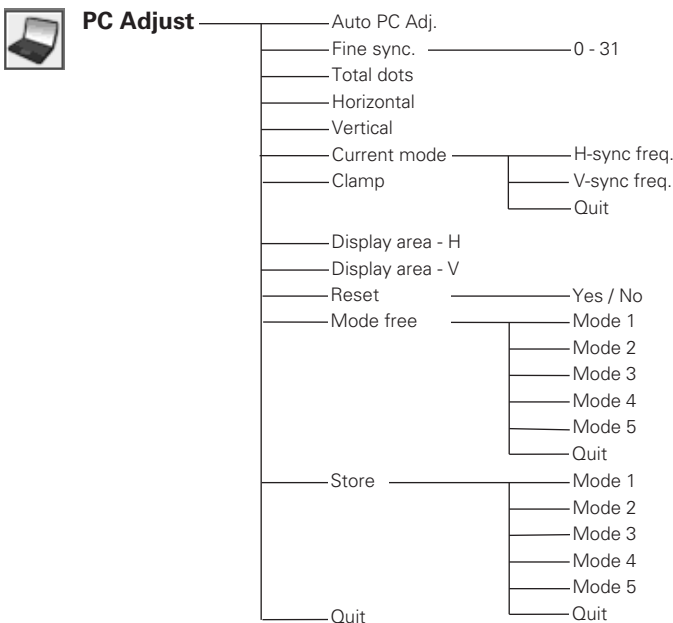 PC Adjust Auto PC Adj.
Fine sync. 0 - 31
Total dots
Horizontal
Vertical
Current mode H-sync freq.
Clamp V-sync freq.
Quit
Display area - H
Display area - V
Reset Yes / No
Mode free Mode 1
Mode 2
Mode 3
Mode 4
Mode 5
Quit
Store Mode 1
Mode 2
Mode 3
Mode 4
Mode 5
Quit Quit